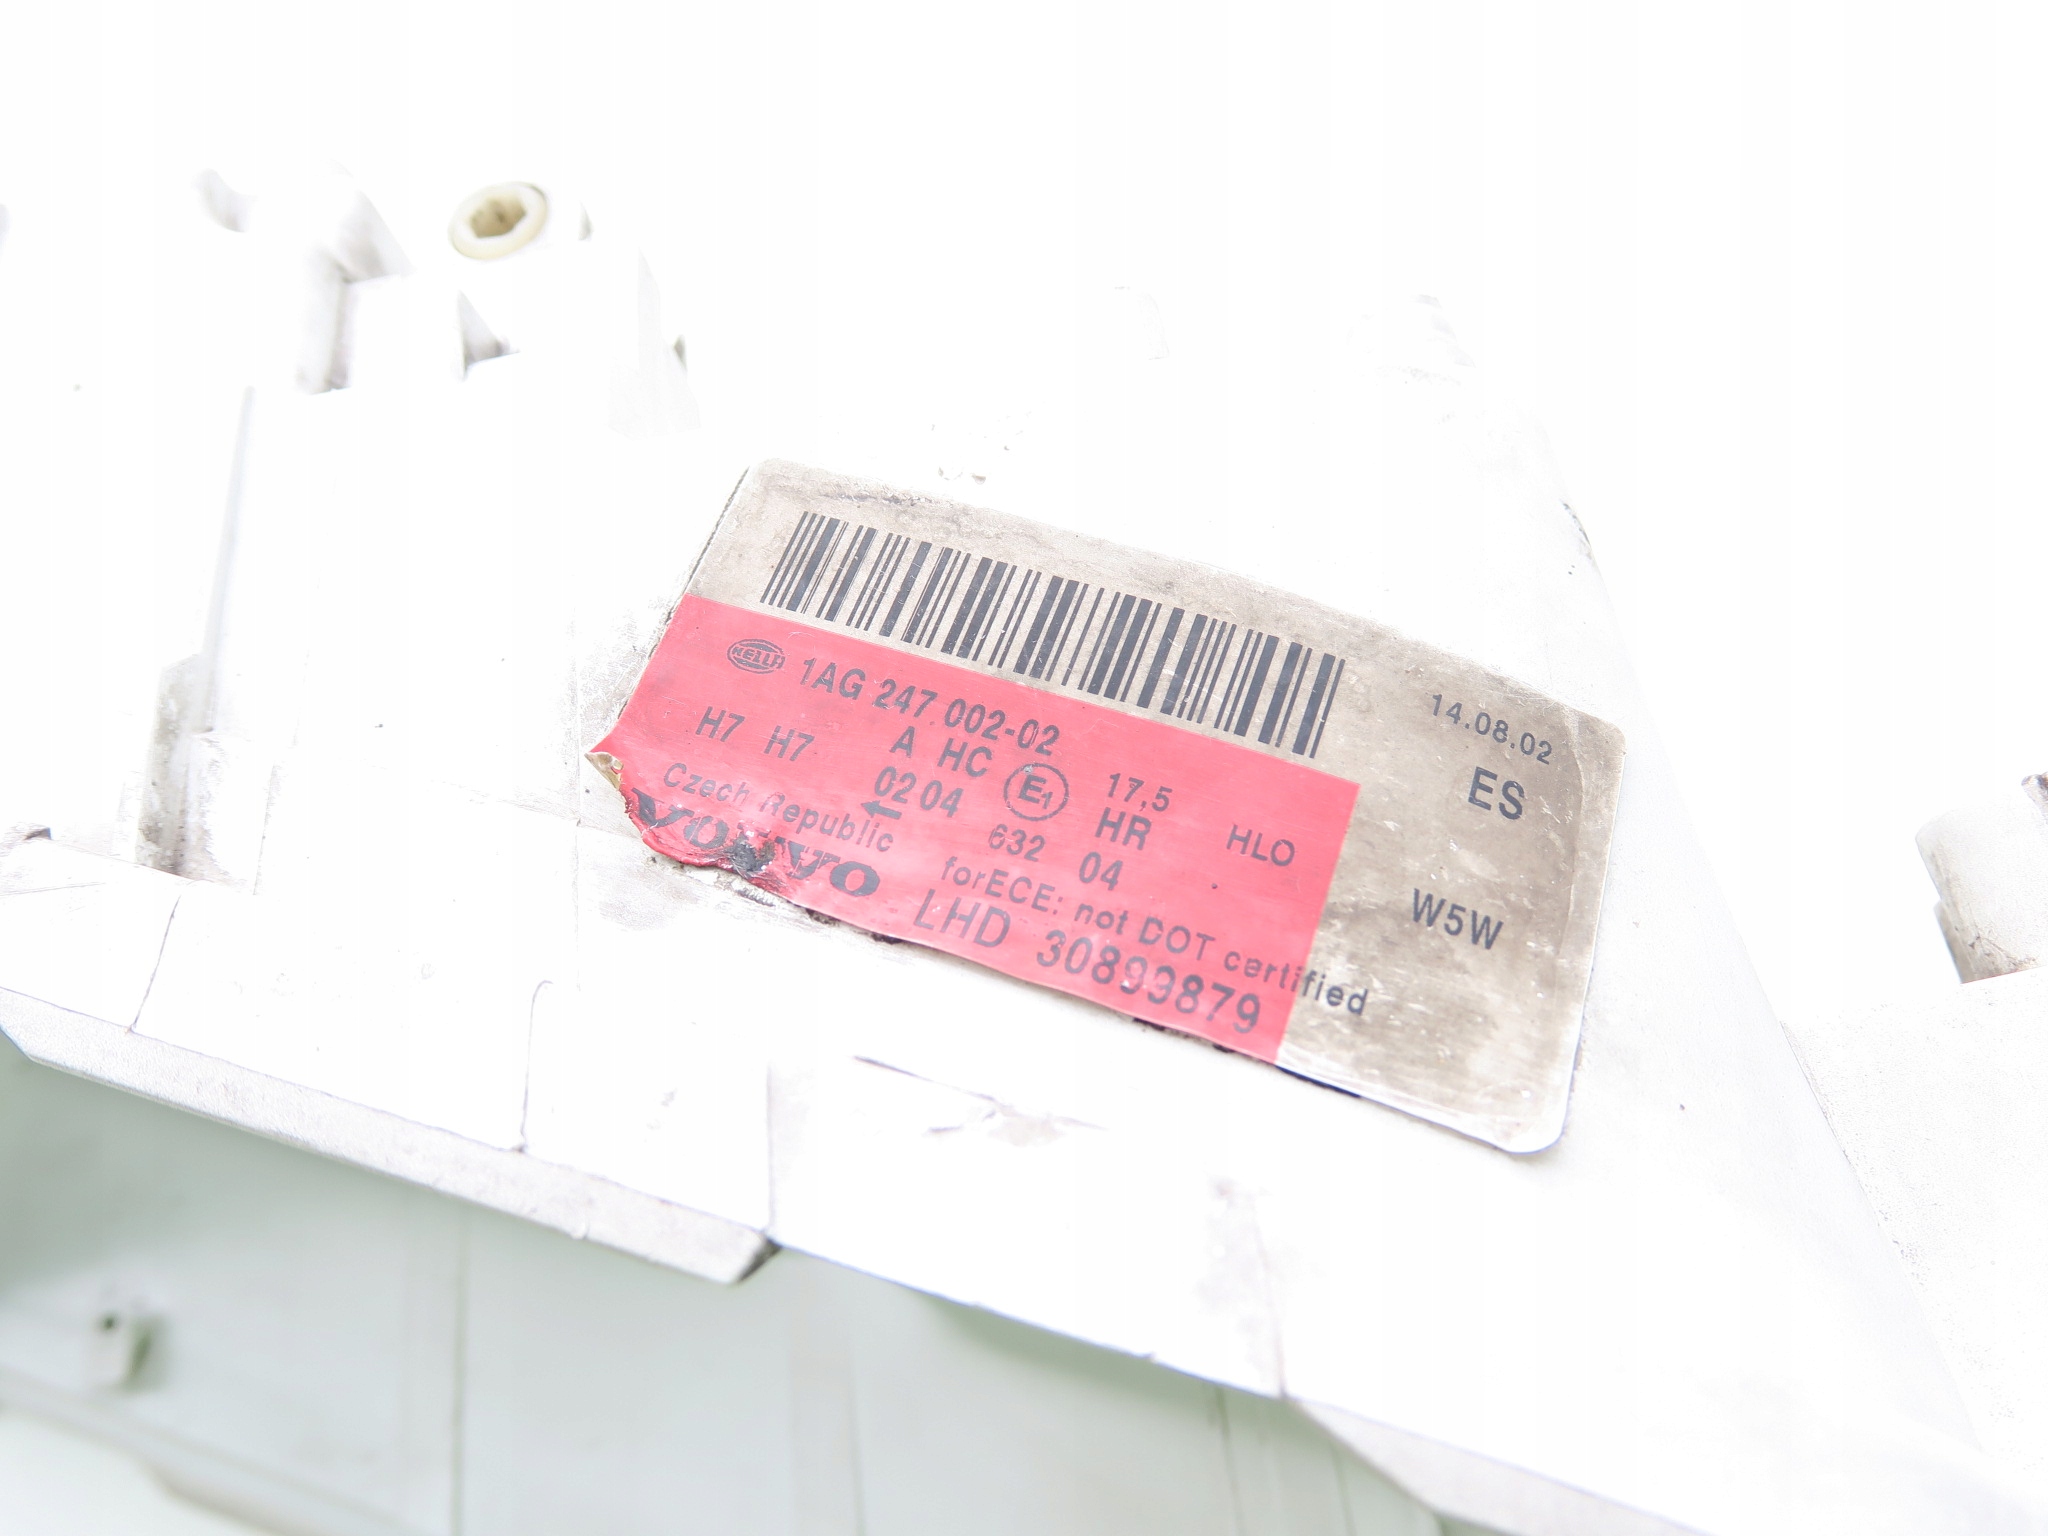 HELLA 1AG 247 002-02
14.08.02
H7 H7 A HC E1 17,5 ES
02 04 HR HLO
Czech Republic 632 04
VOLVO forECE: not DOT certified W5W
LHD 30899879